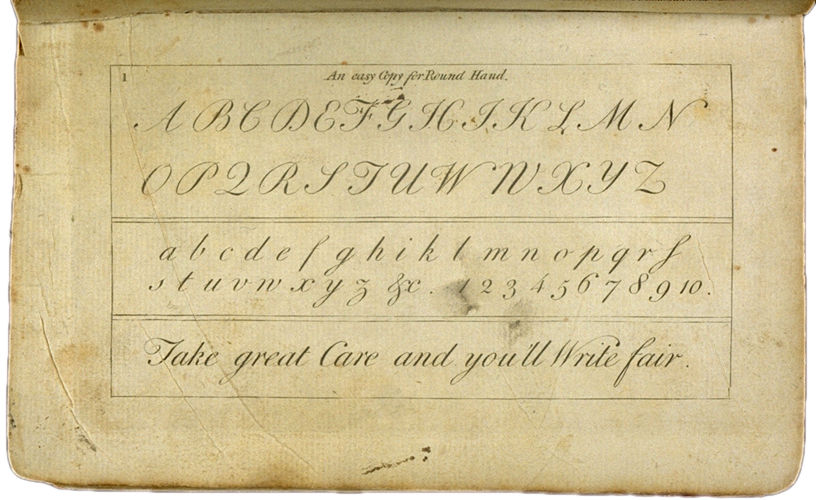 1
An easy Copy for Round Hand.
A B C D E F G H I K L M N
O P Q R S T U W W X Y Z
a b c d e f g h i k l m n o p q r ſ
s t u v w x y z &c. 1 2 3 4 5 6 7 8 9 10.
Take great Care and you'll Write fair.